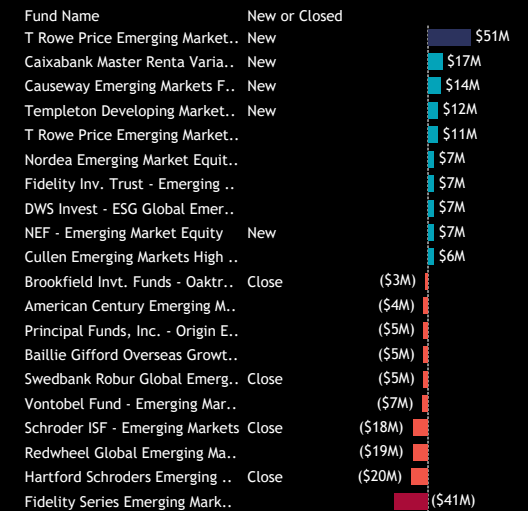 Fund Name New or Closed
T Rowe Price Emerging Market.. New $51M
Caixabank Master Renta Varia.. New $17M
Causeway Emerging Markets F.. New $14M
Templeton Developing Market.. New $12M
T Rowe Price Emerging Market.. $11M
Nordea Emerging Market Equit.. $7M
Fidelity Inv. Trust - Emerging .. $7M
DWS Invest - ESG Global Emer.. $7M
NEF - Emerging Market Equity New $7M
Cullen Emerging Markets High .. $6M
Brookfield Invt. Funds - Oaktr.. Close ($3M)
American Century Emerging M.. ($4M)
Principal Funds, Inc. - Origin E.. ($5M)
Baillie Gifford Overseas Growt.. ($5M)
Swedbank Robur Global Emerg.. Close ($5M)
Vontobel Fund - Emerging Mar.. ($7M)
Schroder ISF - Emerging Markets Close ($18M)
Redwheel Global Emerging Ma.. ($19M)
Hartford Schroders Emerging .. Close ($20M)
Fidelity Series Emerging Mark.. ($41M)